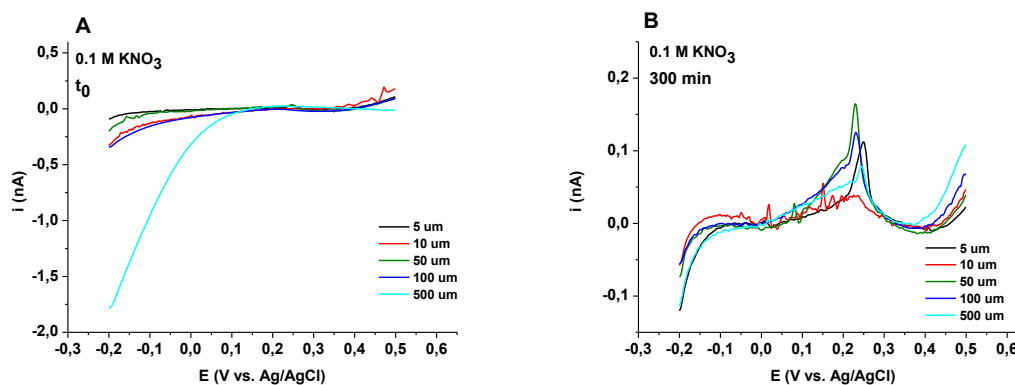 A
0.1 M KNO₃
t₀
0,5
0,0
-0,5
-1,0
-1,5
-2,0
i (nA)
5 um
10 um
50 um
100 um
500 um
-0,3 -0,2 -0,1 0,0 0,1 0,2 0,3 0,4 0,5 0,6
E (V vs. Ag/AgCl)
B
0.1 M KNO₃
300 min
0,2
0,1
0,0
-0,1
i (nA)
5 um
10 um
50 um
100 um
500 um
-0,3 -0,2 -0,1 0,0 0,1 0,2 0,3 0,4 0,5 0,6
E (V vs. Ag/AgCl)